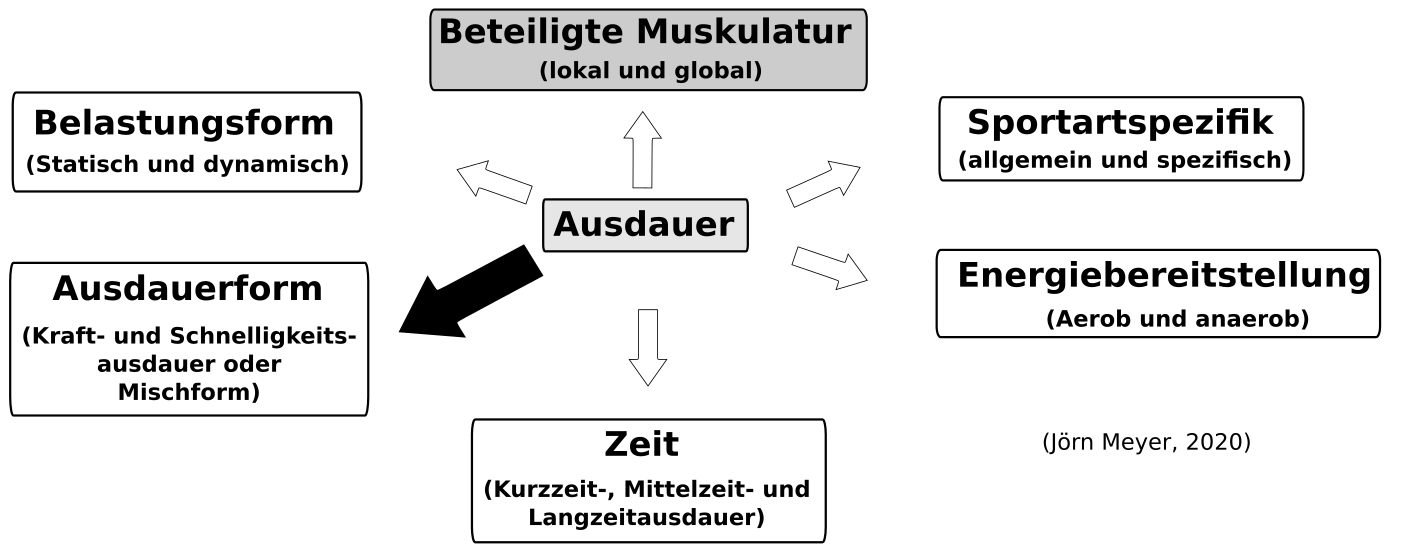 Beteiligte Muskulatur
(lokal und global)
Belastungsform
(Statisch und dynamisch)
Sportartspezifik
(allgemein und spezifisch)
Ausdauer
Ausdauerform
(Kraft- und Schnelligkeits-
ausdauer oder
Mischform)
Energiebereitstellung
(Aerob und anaerob)
Zeit
(Kurzzeit-, Mittelzeit- und
Langzeitausdauer)
(Jörn Meyer, 2020)